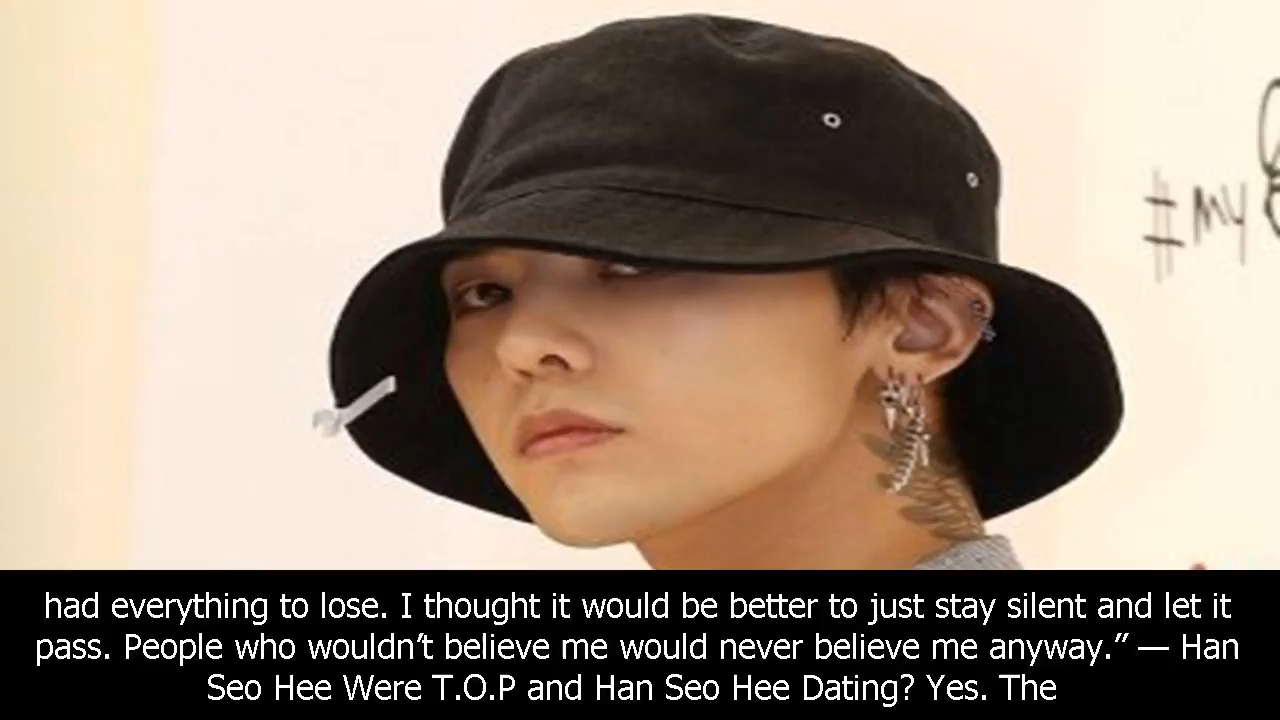 #my
had everything to lose. I thought it would be better to just stay silent and let it
pass. People who wouldn’t believe me would never believe me anyway.” — Han
Seo Hee Were T.O.P and Han Seo Hee Dating? Yes. The